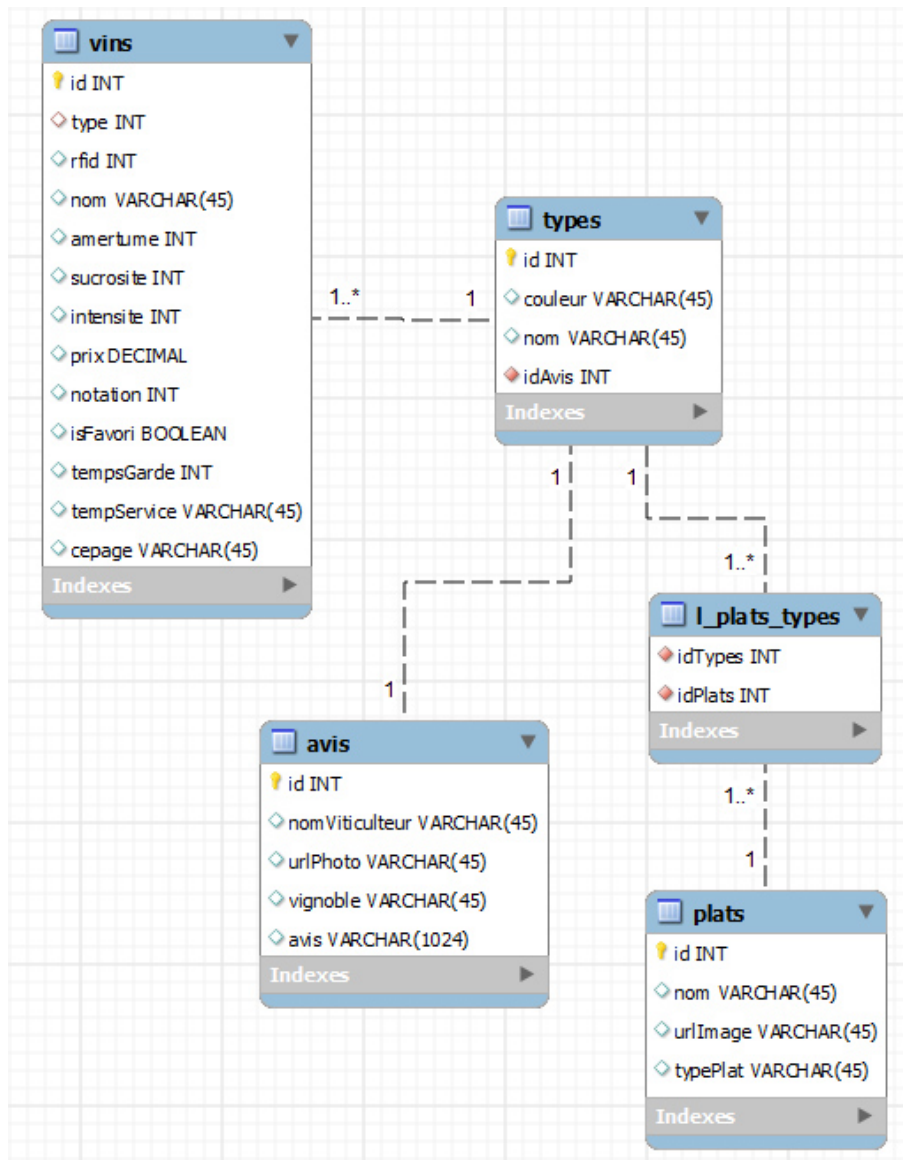 vins
id INT
type INT
rfid INT
nom VARCHAR(45)
amertume INT
sucrosite INT
intensite INT
prix DECIMAL
notation INT
isFavori BOOLEAN
tempsGarde INT
tempService VARCHAR(45)
cepage VARCHAR(45)
Indexes
1..*
1
types
id INT
couleur VARCHAR(45)
nom VARCHAR(45)
idAvis INT
Indexes
1
1
1..*
1
l_plats_types
idTypes INT
idPlats INT
Indexes
1..*
1
avis
id INT
nomViticulteur VARCHAR(45)
urlPhoto VARCHAR(45)
vignoble VARCHAR(45)
avis VARCHAR(1024)
Indexes
plats
id INT
nom VARCHAR(45)
urlImage VARCHAR(45)
typePlat VARCHAR(45)
Indexes